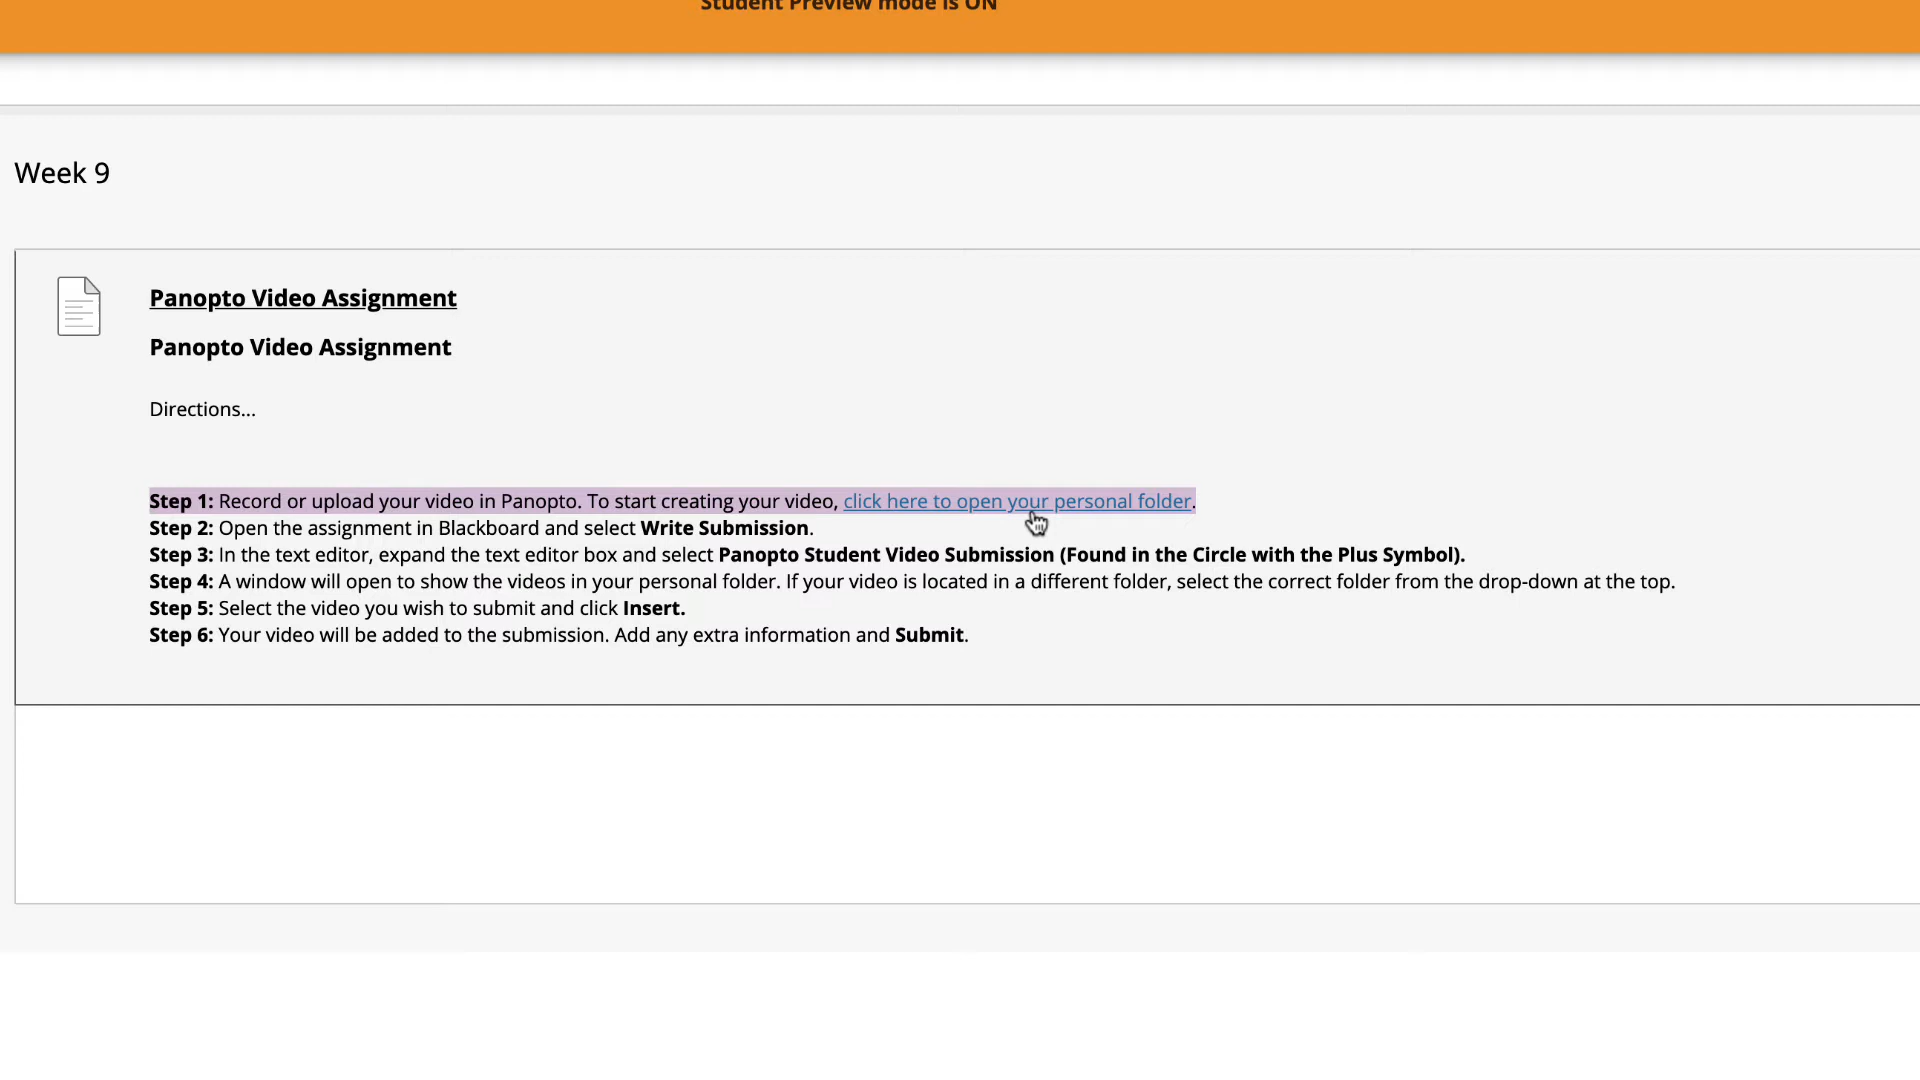 Student Preview mode is ON
Week 9
Panopto Video Assignment
Panopto Video Assignment
Directions...
Step 1: Record or upload your video in Panopto. To start creating your video, click here to open your personal folder.
Step 2: Open the assignment in Blackboard and select Write Submission.
Step 3: In the text editor, expand the text editor box and select Panopto Student Video Submission (Found in the Circle with the Plus Symbol).
Step 4: A window will open to show the videos in your personal folder. If your video is located in a different folder, select the correct folder from the drop-down at the top.
Step 5: Select the video you wish to submit and click Insert.
Step 6: Your video will be added to the submission. Add any extra information and Submit.